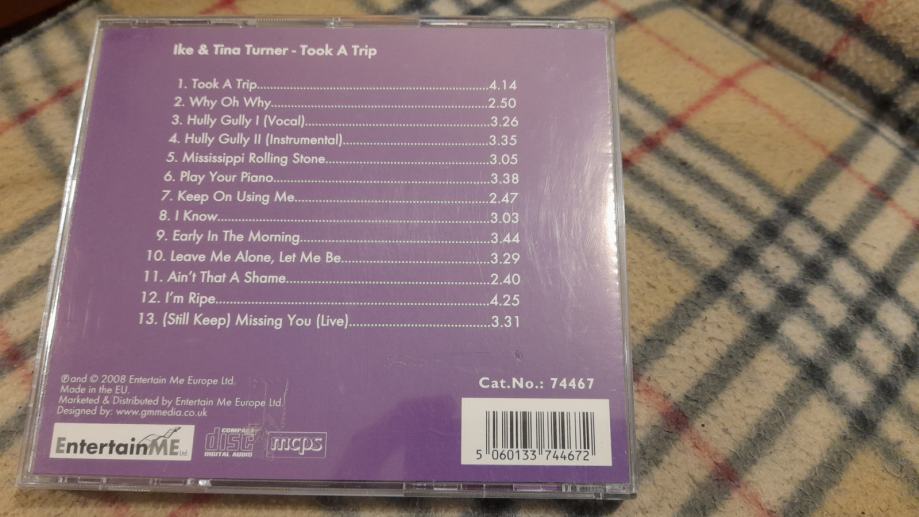 Ike & Tina Turner - Took A Trip
1. Took A Trip..........4.14
2. Why Oh Why..........2.50
3. Hully Gully I (Vocal)..........3.26
4. Hully Gully II (Instrumental)..........3.35
5. Mississippi Rolling Stone..........3.05
6. Play Your Piano..........3.38
7. Keep On Using Me..........2.47
8. I Know..........3.03
9. Early In The Morning..........3.44
10. Leave Me Alone, Let Me Be..........3.29
11. Ain't That A Shame..........2.40
12. I'm Ripe..........4.25
13. (Still Keep) Missing You (Live)..........3.31
℗and © 2008 Entertain Me Europe Ltd.
Made in the EU.
Marketed & Distributed by Entertain Me Europe Ltd.
Designed by: www.gmmedia.co.uk
Cat.No.: 74467
EntertainME Ltd
COMPACT disc DIGITAL AUDIO
mcps
5 060133 744672